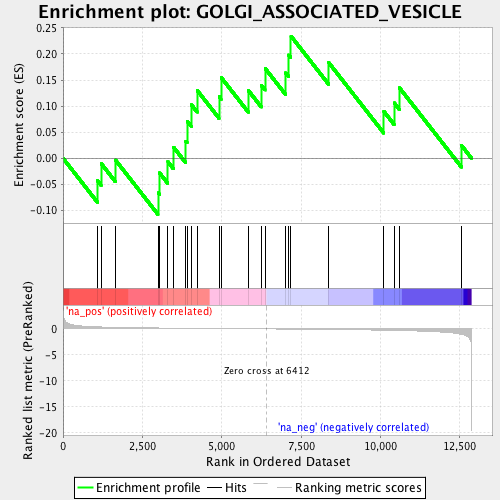 Enrichment plot: GOLGI_ASSOCIATED_VESICLE
Enrichment score (ES)
0.25
0.20
0.15
0.10
0.05
0.00
-0.05
-0.10
'na_pos' (positively correlated)
Ranked list metric (PreRanked)
0
-5
-10
-15
-20
Zero cross at 6412
'na_neg' (negatively correlated)
0
2,500
5,000
7,500
10,000
12,500
Rank in Ordered Dataset
Enrichment profile
Hits
Ranking metric scores